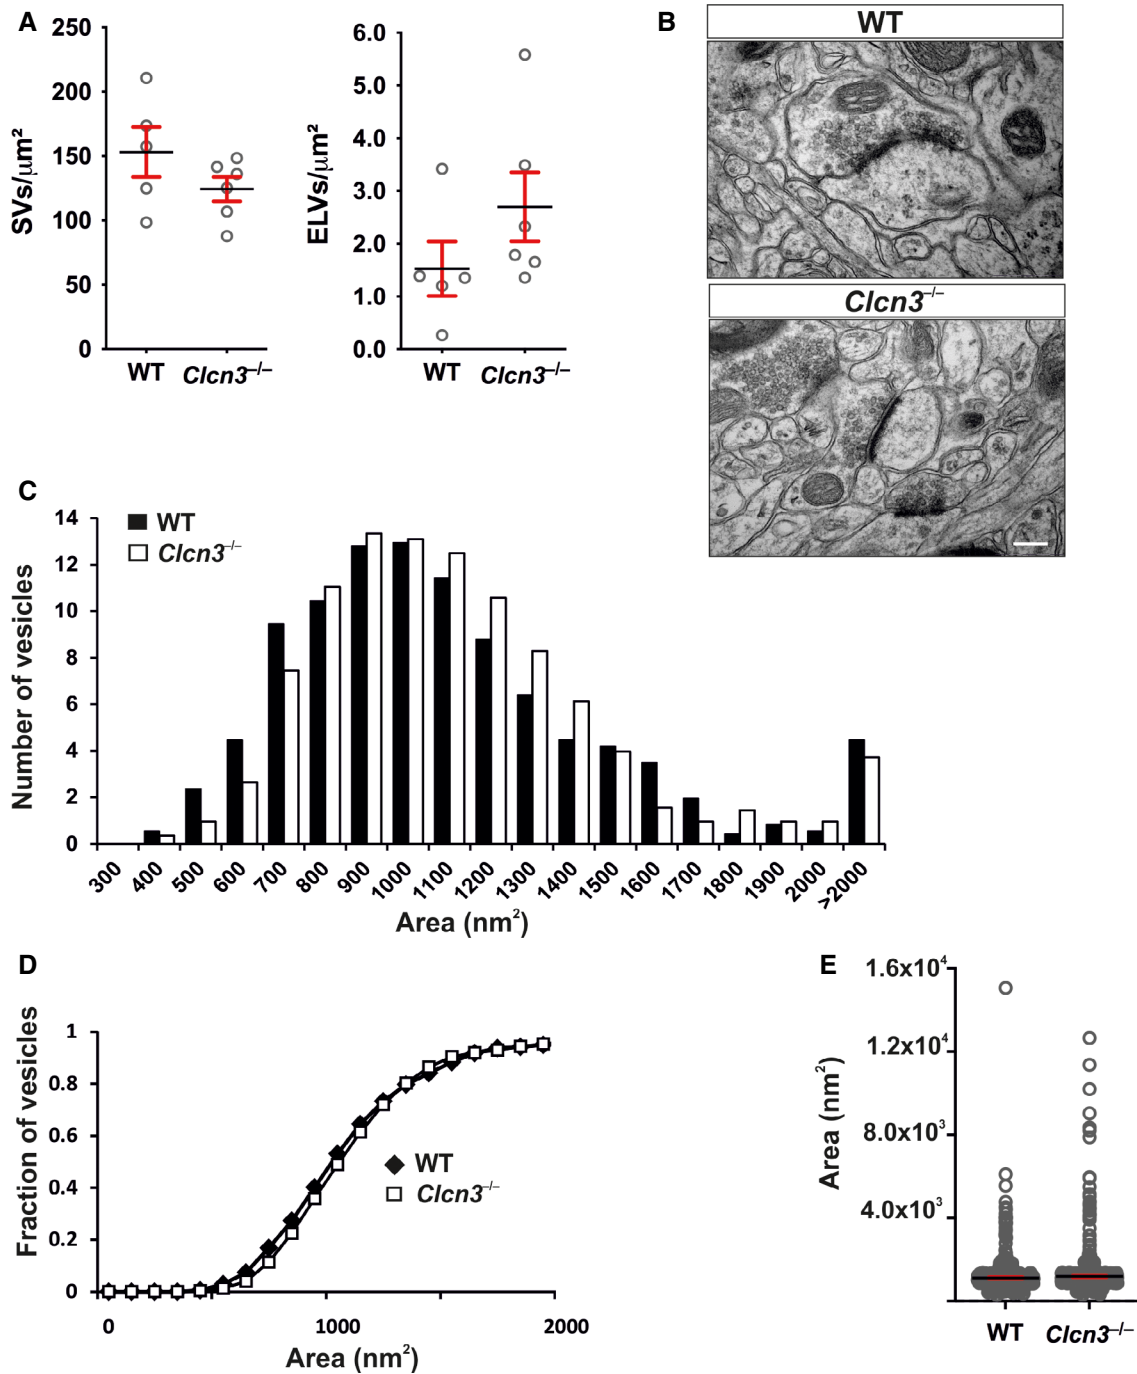 A
250
200
150
100
50
0
SVs/μm²
WT
Clcn3–/–
6.0
5.0
4.0
3.0
2.0
1.0
0.0
ELVs/μm²
WT
Clcn3–/–
B
WT
Clcn3–/–
C
14
12
10
8
6
4
2
0
Number of vesicles
WT
Clcn3–/–
300 400 500 600 700 800 900 1000 1100 1200 1300 1400 1500 1600 1700 1800 1900 2000 >2000
Area (nm²)
D
1
0.8
0.6
0.4
0.2
0
Fraction of vesicles
WT
Clcn3–/–
0 1000 2000
Area (nm²)
E
1.6x10⁴
1.2x10⁴
8.0x10³
4.0x10³
Area (nm²)
WT
Clcn3–/–